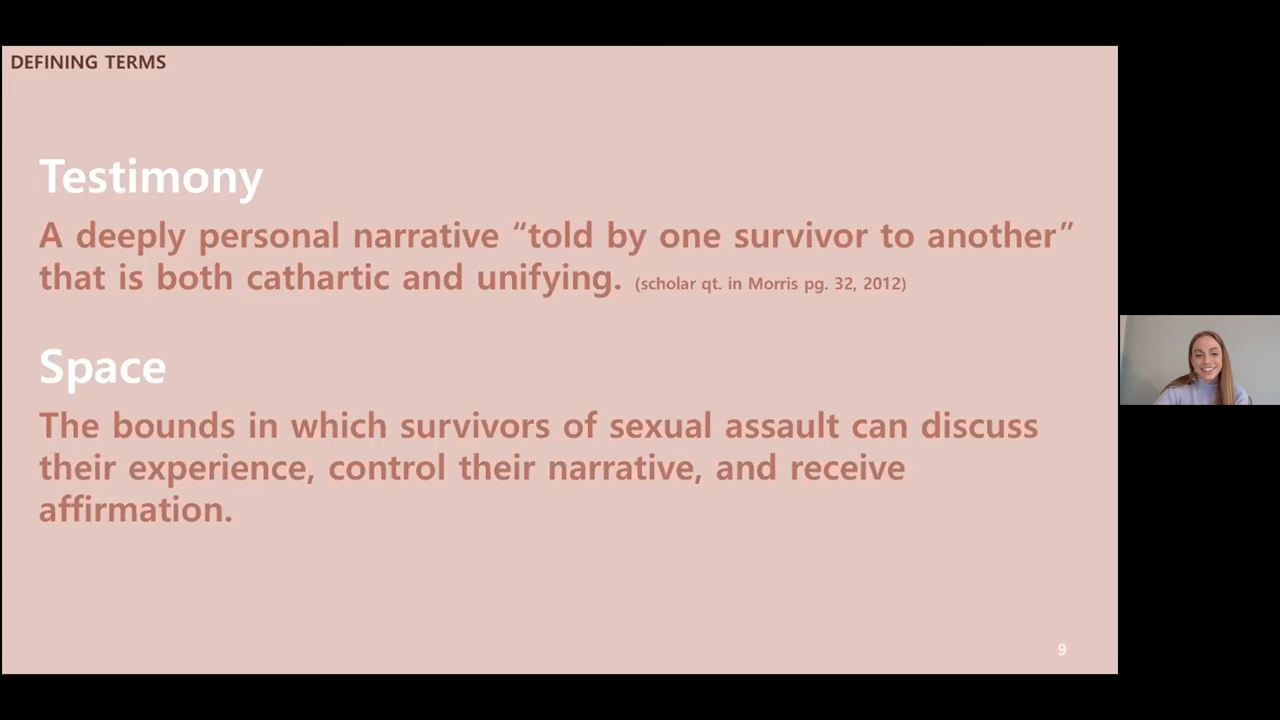 DEFINING TERMS
Testimony
A deeply personal narrative “told by one survivor to another”
that is both cathartic and unifying. (scholar qt. in Morris pg. 32, 2012)
Space
The bounds in which survivors of sexual assault can discuss
their experience, control their narrative, and receive
affirmation.
9